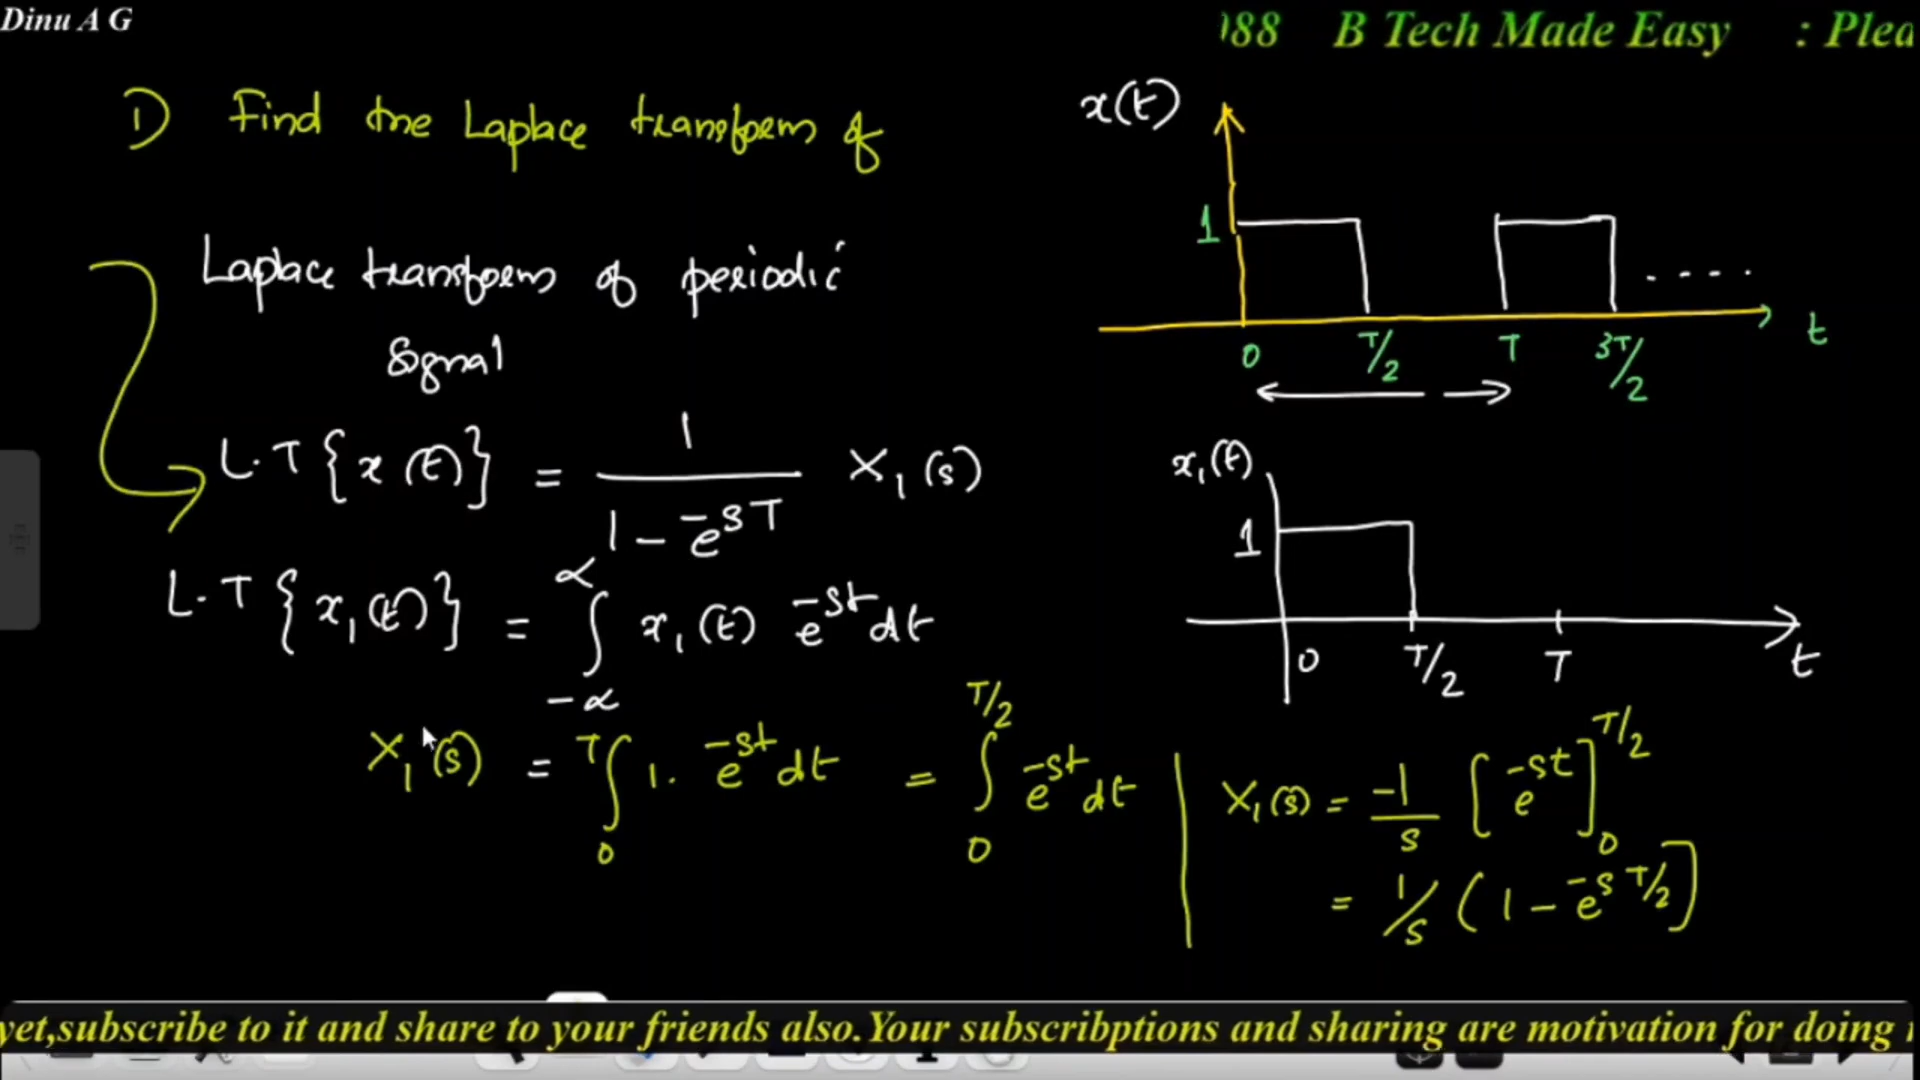 Dinu A G
988 B Tech Made Easy : Plea
1) Find the Laplace transform of
Laplace transform of periodic
Signal
L.T {x(t)} = 1 / (1 - e^-sT) X₁(s)
L.T {x₁(t)} = ∫_-∝^∝ x₁(t) e^-st dt
X₁(s) = ∫_0^T 1. e^-st dt = ∫_0^T/2 e^-st dt
x(t)
1
0 T/2 T 3T/2 t
. - - - .
x₁(t)
1
0 T/2 T t
X₁(s) = -1/s [e^-st]_0^T/2
= 1/s (1 - e^-s T/2]
yet,subscribe to it and share to your friends also.Your subscribptions and sharing are motivation for doing